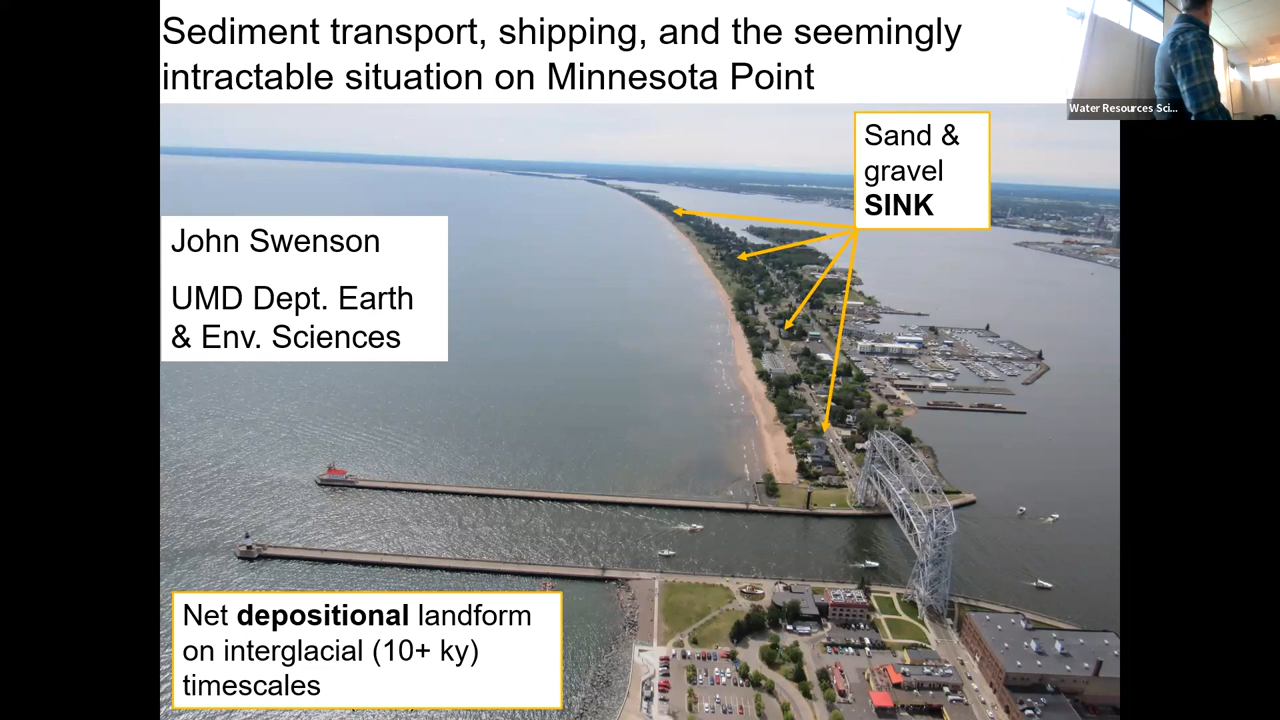 Sediment transport, shipping, and the seemingly
intractable situation on Minnesota Point
Water Resources Sci...
Sand &
gravel
SINK
John Swenson
UMD Dept. Earth
& Env. Sciences
Net depositional landform
on interglacial (10+ ky)
timescales